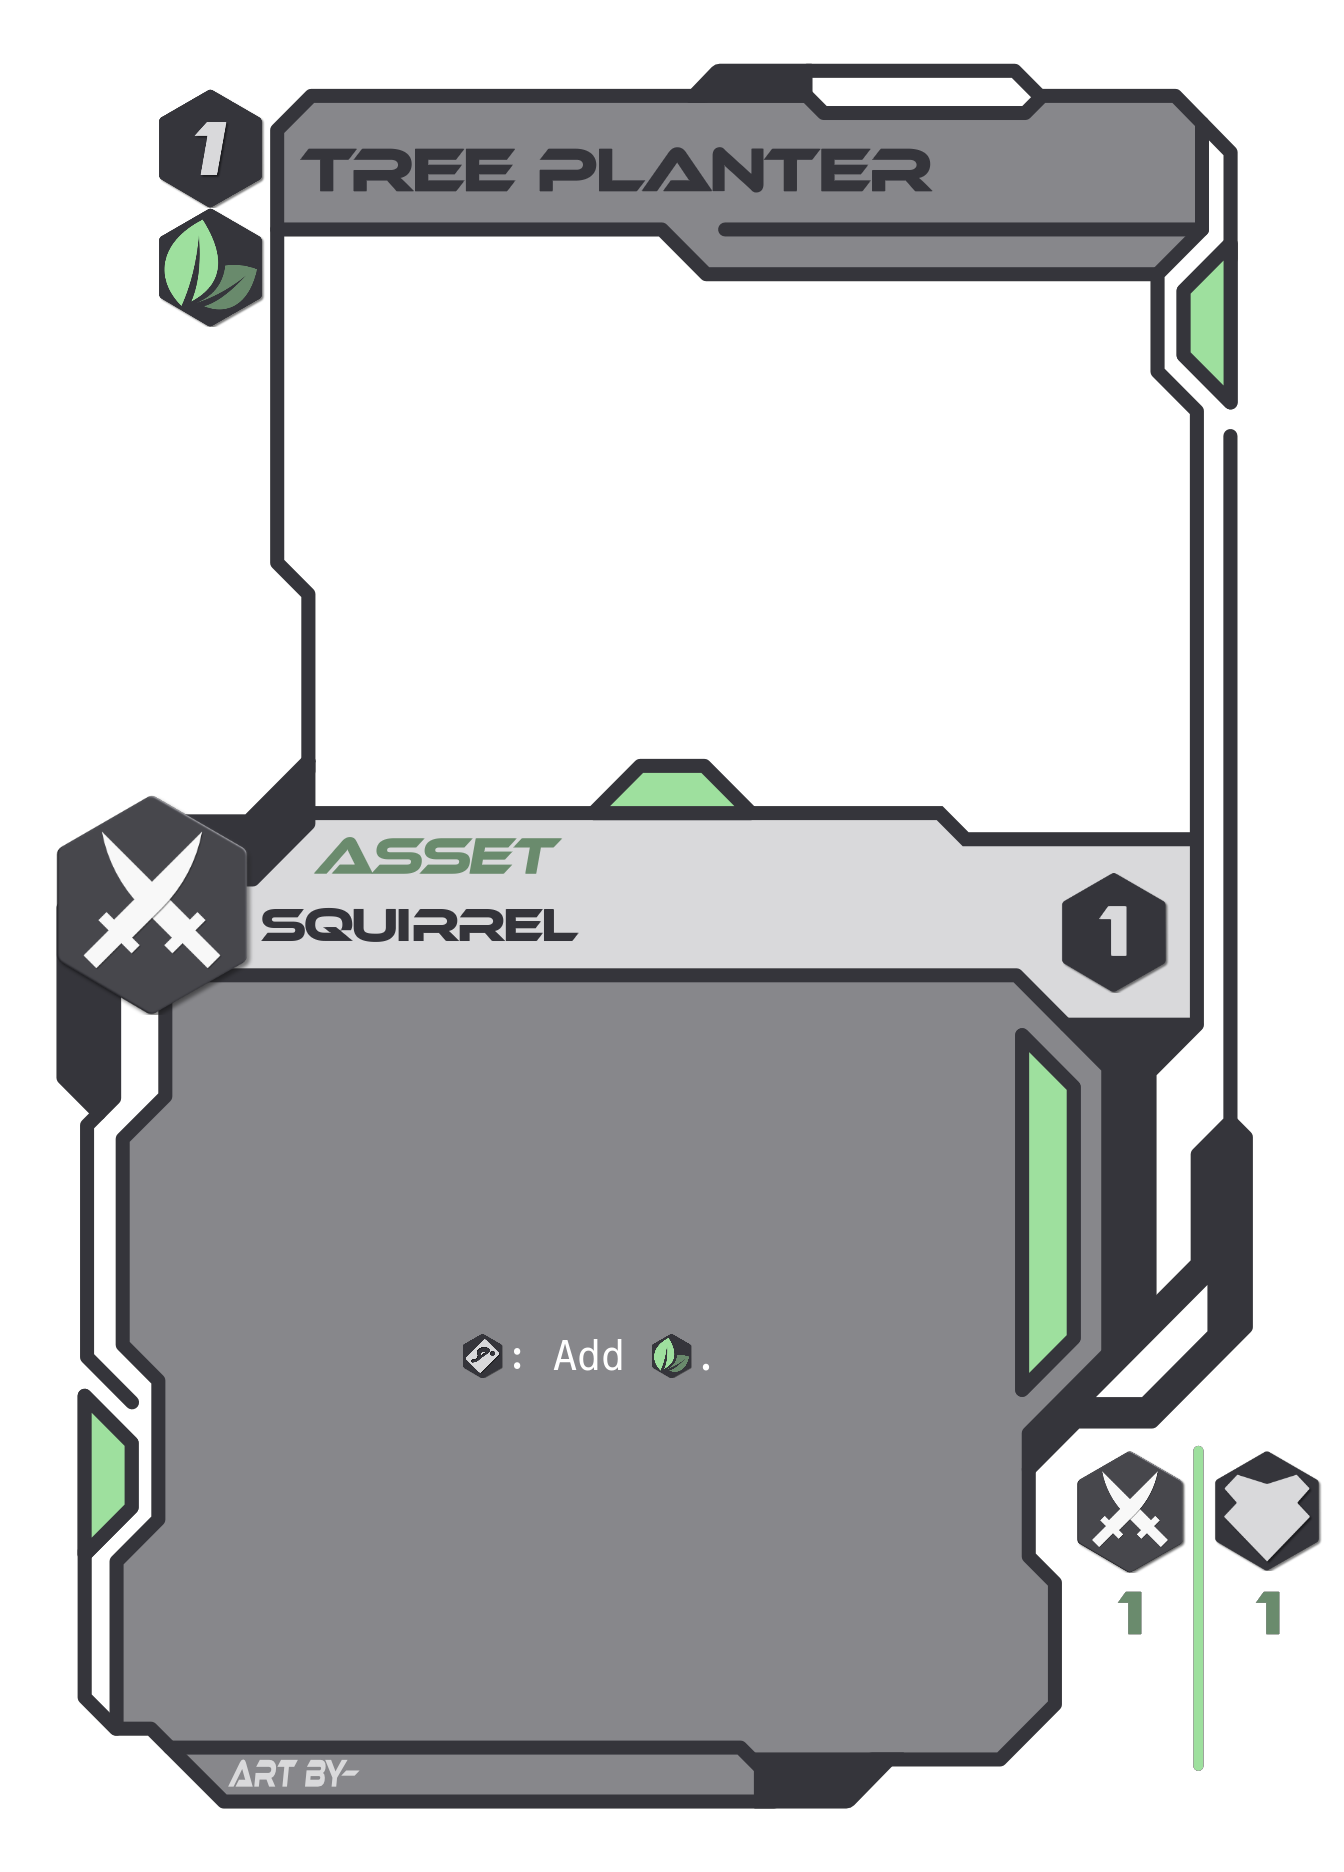 1
TREE PLANTER
ASSET
SQUIRREL
1
: Add .
1 1
ART BY-